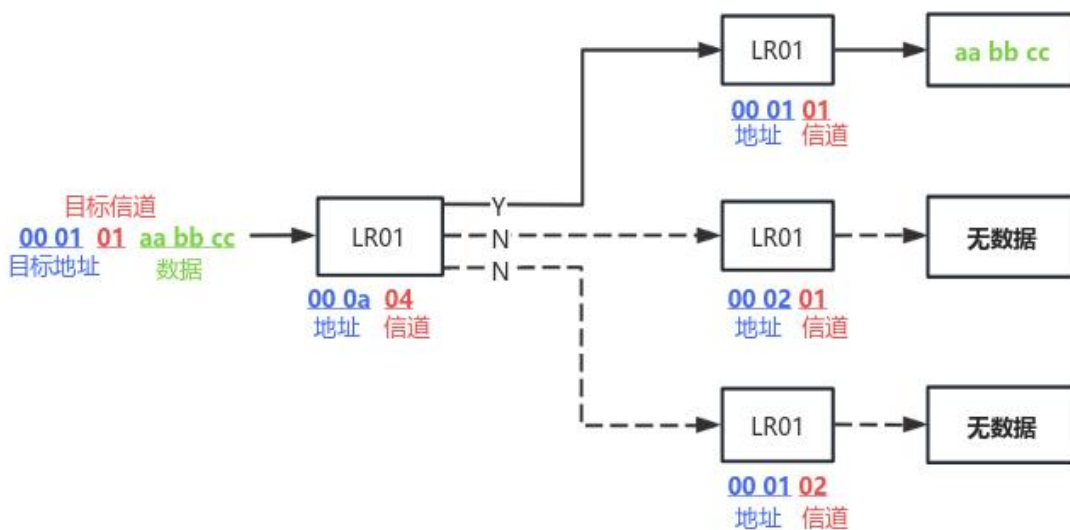 LR01
aa bb cc
00 01 01
地址 信道
目标信道
00 01 01 aa bb cc
目标地址 数据
LR01
Y
N
N
00 0a 04
地址 信道
LR01
无数据
00 02 01
地址 信道
LR01
无数据
00 01 02
地址 信道